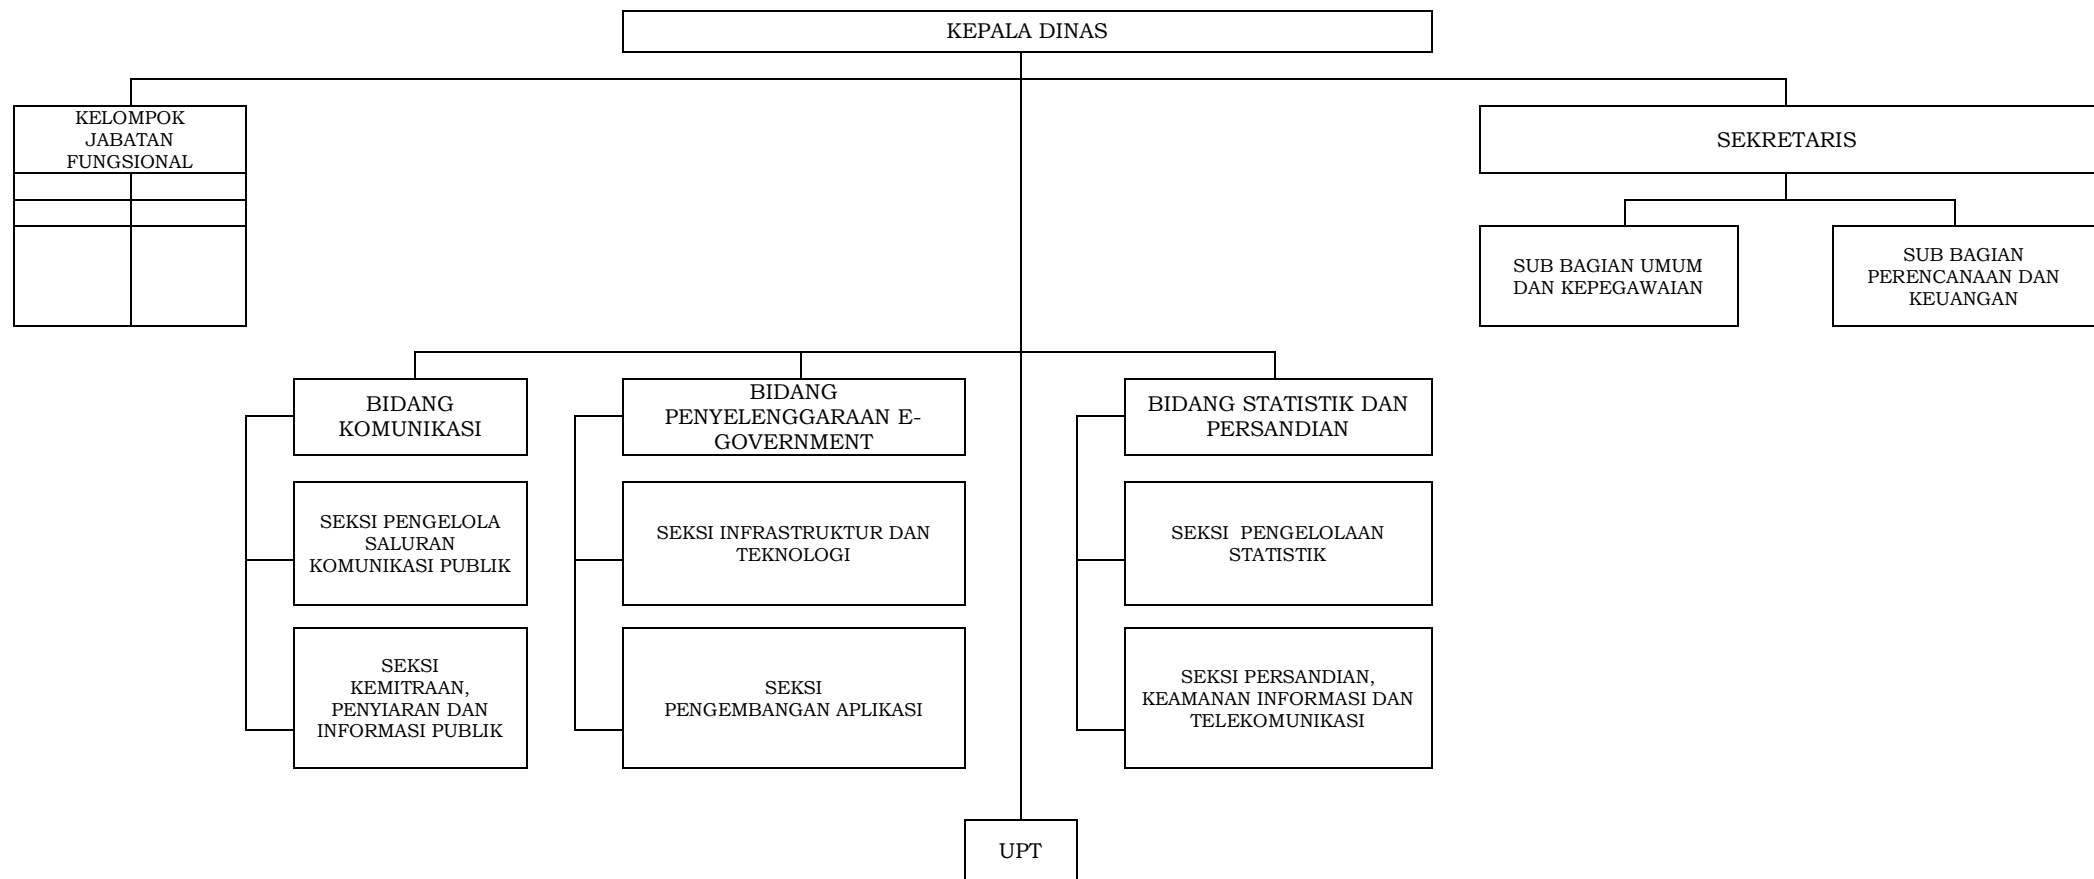 KEPALA DINAS
KELOMPOK
JABATAN
FUNGSIONAL
SEKRETARIS
SUB BAGIAN UMUM
DAN KEPEGAWAIAN
SUB BAGIAN
PERENCANAAN DAN
KEUANGAN
BIDANG
KOMUNIKASI
BIDANG
PENYELENGGARAAN E-
GOVERNMENT
BIDANG STATISTIK DAN
PERSANDIAN
SEKSI PENGELOLA
SALURAN
KOMUNIKASI PUBLIK
SEKSI INFRASTRUKTUR DAN
TEKNOLOGI
SEKSI  PENGELOLAAN
STATISTIK
SEKSI
KEMITRAAN,
PENYIARAN DAN
INFORMASI PUBLIK
SEKSI
PENGEMBANGAN APLIKASI
SEKSI PERSANDIAN,
KEAMANAN INFORMASI DAN
TELEKOMUNIKASI
UPT